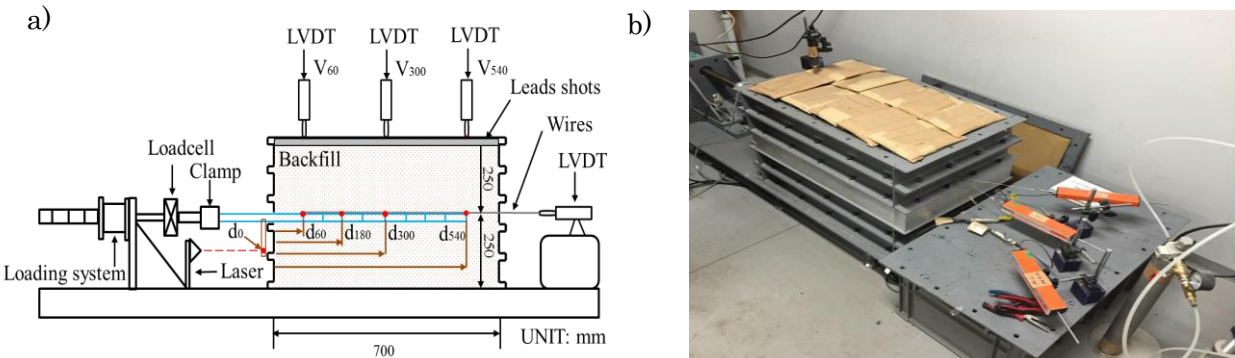 a)
LVDT LVDT LVDT
V60 V300 V540
Leads shots
Wires
Loadcell
Clamp
Backfill
250
LVDT
d0 d60 d180 d300 d540
250
Loading system
Laser
UNIT: mm
700
b)